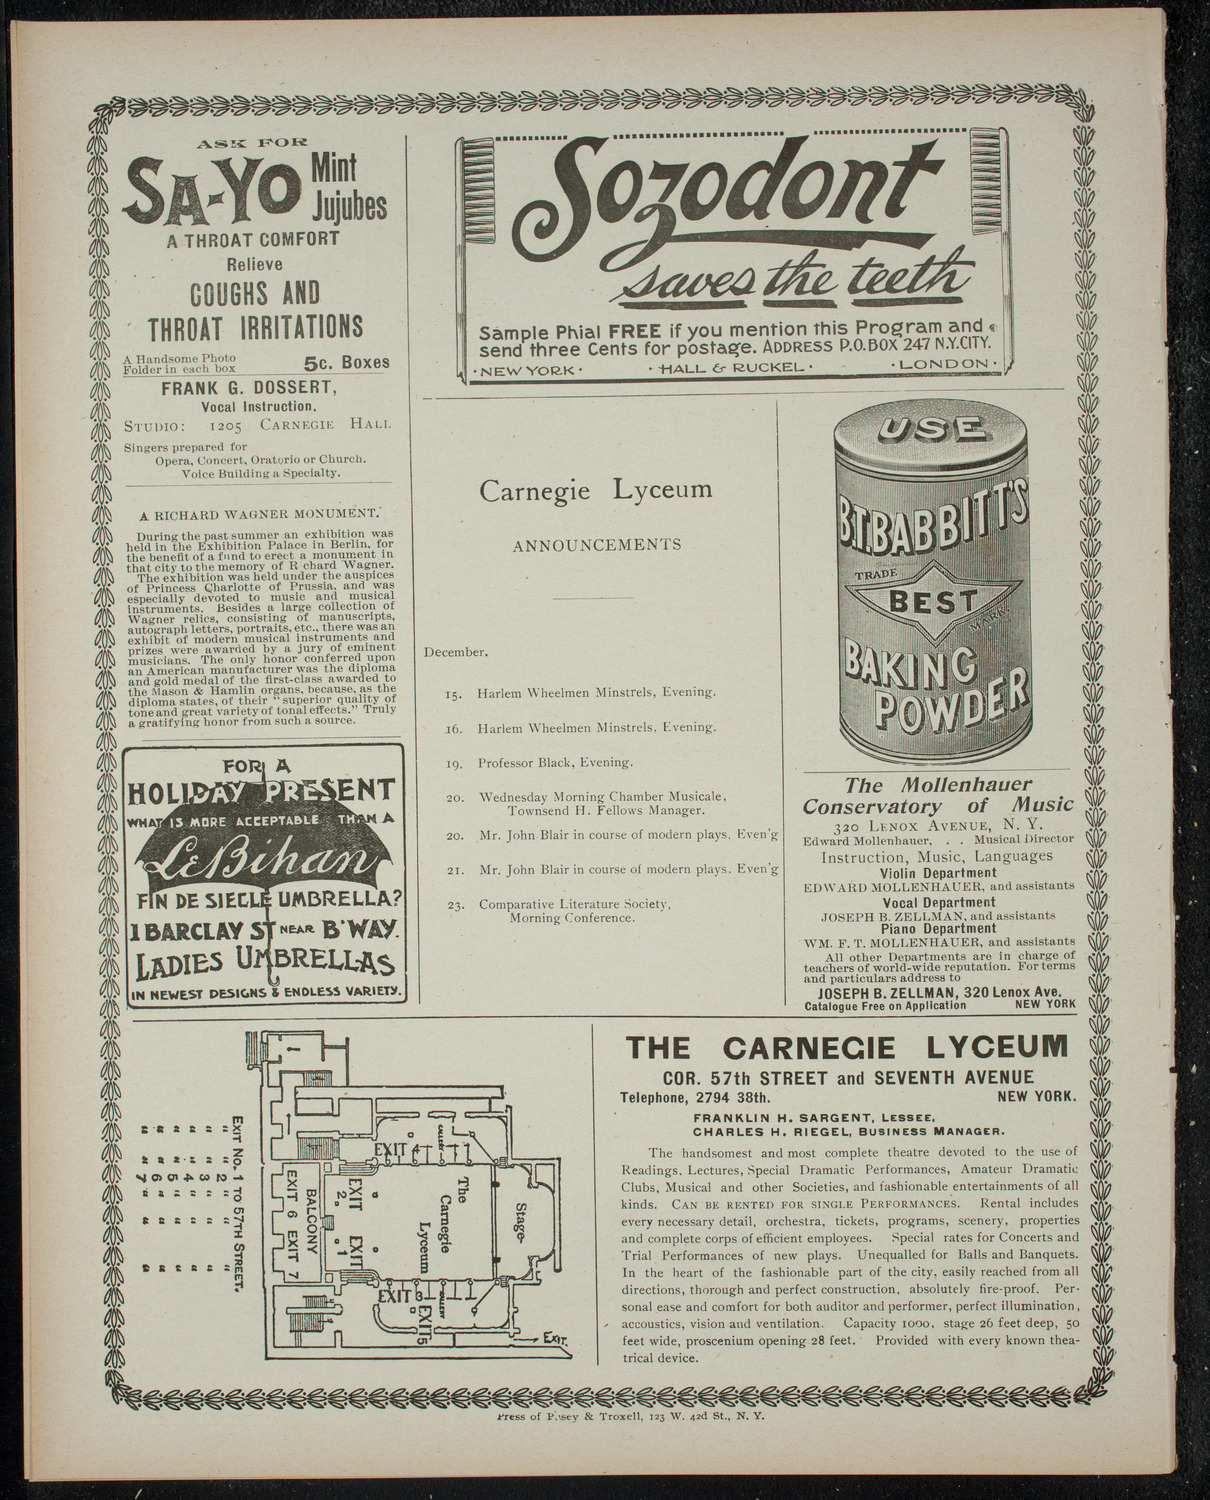 ASK FOR
SA-YO Mint Jujubes
A THROAT COMFORT
Relieve
COUGHS AND
THROAT IRRITATIONS
A Handsome Photo
Folder in each box
5c. Boxes
FRANK G. DOSSERT,
Vocal Instruction.
STUDIO: 1205 CARNEGIE HALL
Singers prepared for
Opera, Concert, Oratorio or Church.
Voice Building a Specialty.
A RICHARD WAGNER MONUMENT.
During the past summer an exhibition was
held in the Exhibition Palace in Berlin, for
the benefit of a fund to erect a monument in
that city to the memory of R chard Wagner.
The exhibition was held under the auspices
of Princess Charlotte of Prussia, and was
especially devoted to music and musical
instruments. Besides a large collection of
Wagner relics, consisting of manuscripts,
autograph letters, portraits, etc., there was an
exhibit of modern musical instruments and
prizes were awarded by a jury of eminent
musicians. The only honor conferred upon
an American manufacturer was the diploma
and gold medal of the first-class awarded to
the Mason & Hamlin organs, because, as the
diploma states, of their "superior quality of
tone and great variety of tonal effects." Truly
a gratifying honor from such a source.
FOR A
HOLIDAY PRESENT
WHAT IS MORE ACCEPTABLE THAN A
LeBihan
FIN DE SIECLE UMBRELLA?
1 BARCLAY ST NEAR B'WAY.
LADIES UMBRELLAS
IN NEWEST DESIGNS & ENDLESS VARIETY.
Sozodont
saves the teeth
Sample Phial FREE if you mention this Program and
send three Cents for postage. ADDRESS P.O. BOX 247 N.Y.CITY.
·NEW YORK· ·HALL & RUCKEL· ·LONDON·
Carnegie Lyceum
ANNOUNCEMENTS
December.
15. Harlem Wheelmen Minstrels, Evening.
16. Harlem Wheelmen Minstrels, Evening.
19. Professor Black, Evening.
20. Wednesday Morning Chamber Musicale,
Townsend H. Fellows Manager.
20. Mr. John Blair in course of modern plays, Even'g
21. Mr. John Blair in course of modern plays, Even'g
23. Comparative Literature Society,
Morning Conference.
USE
B.T. BABBITT'S
TRADE
BEST
MARK
BAKING
POWDER
The Mollenhauer
Conservatory of Music
320 LENOX AVENUE, N. Y.
Edward Mollenhauer, . . Musical Director
Instruction, Music, Languages
Violin Department
EDWARD MOLLENHAUER, and assistants
Vocal Department
JOSEPH B. ZELLMAN, and assistants
Piano Department
WM. F. T. MOLLENHAUER, and assistants
All other Departments are in charge of
teachers of world-wide reputation. For terms
and particulars address to
JOSEPH B. ZELLMAN, 320 Lenox Ave.
Catalogue Free on Application NEW YORK
EXIT NO. 1 TO 57TH STREET.
" " 2 " " "
" " 3 " " "
" " 4 " " "
" " 5 " " "
" " 6 " " "
" " 7 " " "
EXIT 4
GALLERY
EXIT 2
EXIT 1
BALCONY
EXIT 6 EXIT 7
The
Carnegie
Lyceum
Stage
EXIT 3
GALLERY
EXIT 5
EXIT.
THE CARNEGIE LYCEUM
COR. 57th STREET and SEVENTH AVENUE
Telephone, 2794 38th. NEW YORK.
FRANKLIN H. SARGENT, LESSEE,
CHARLES H. RIEGEL, BUSINESS MANAGER.
The handsomest and most complete theatre devoted to the use of
Readings, Lectures, Special Dramatic Performances, Amateur Dramatic
Clubs, Musical and other Societies, and fashionable entertainments of all
kinds. CAN BE RENTED FOR SINGLE PERFORMANCES. Rental includes
every necessary detail, orchestra, tickets, programs, scenery, properties
and complete corps of efficient employees. Special rates for Concerts and
Trial Performances of new plays. Unequalled for Balls and Banquets.
In the heart of the fashionable part of the city, easily reached from all
directions, thorough and perfect construction, absolutely fire-proof. Per-
sonal ease and comfort for both auditor and performer, perfect illumination,
accoustics, vision and ventilation. Capacity 1000, stage 26 feet deep, 50
feet wide, proscenium opening 28 feet. Provided with every known thea-
trical device.
Press of Posey & Troxell, 123 W. 42d St., N. Y.